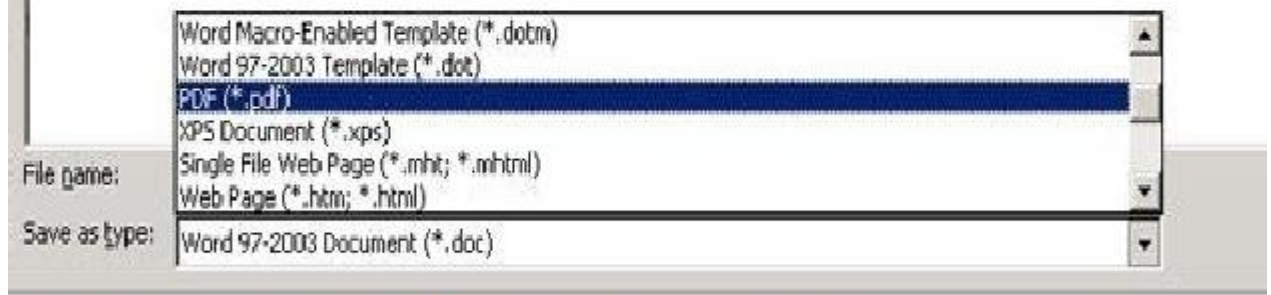 Word Macro-Enabled Template (*.dotm)
Word 97-2003 Template (*.dot)
PDF (*.pdf)
XPS Document (*.xps)
Single File Web Page (*.mht; *.mhtml)
Web Page (*.htm; *.html)
File name:
Save as type: Word 97-2003 Document (*.doc)